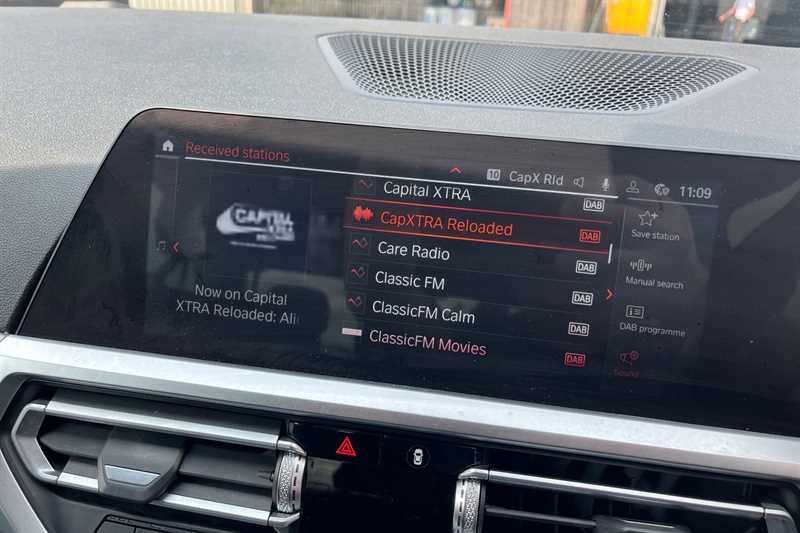 Received stations
10 CapX Rld 11:09
Capital XTRA DAB
CapXTRA Reloaded DAB
Care Radio DAB
Classic FM DAB
ClassicFM Calm DAB
ClassicFM Movies DAB
CAPITAL
XTRA
Now on Capital
XTRA Reloaded: Ali
Save station
Manual search
DAB programme
Sound